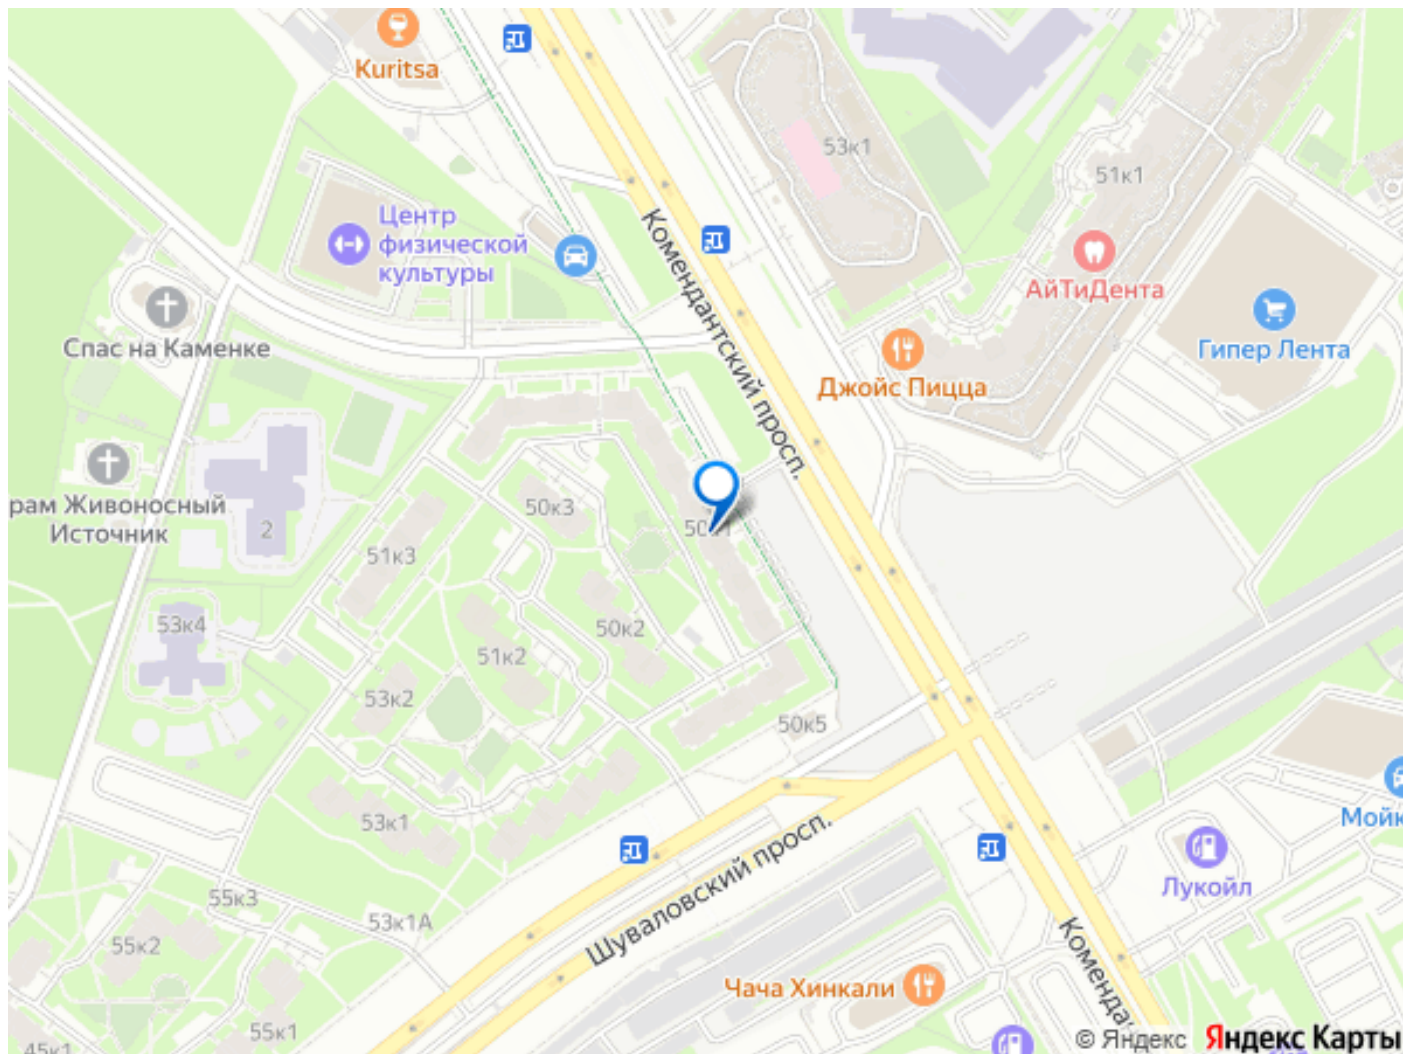 Kuritsa
53к1
51к1
Центр
физической
культуры
Комендантский просп.
АйТиДента
Гипер Лента
Спас на Каменке
Джойс Пицца
рам Живоносный
Источник
2
50к3
51к3
53к4
50к2
51к2
53к2
50к5
53к1
Мойк
Шуваловский просп.
Лукойл
55к3
53к1А
55к2
Коменда
Чача Хинкали
55к1
45к1
© Яндекс Яндекс Карты